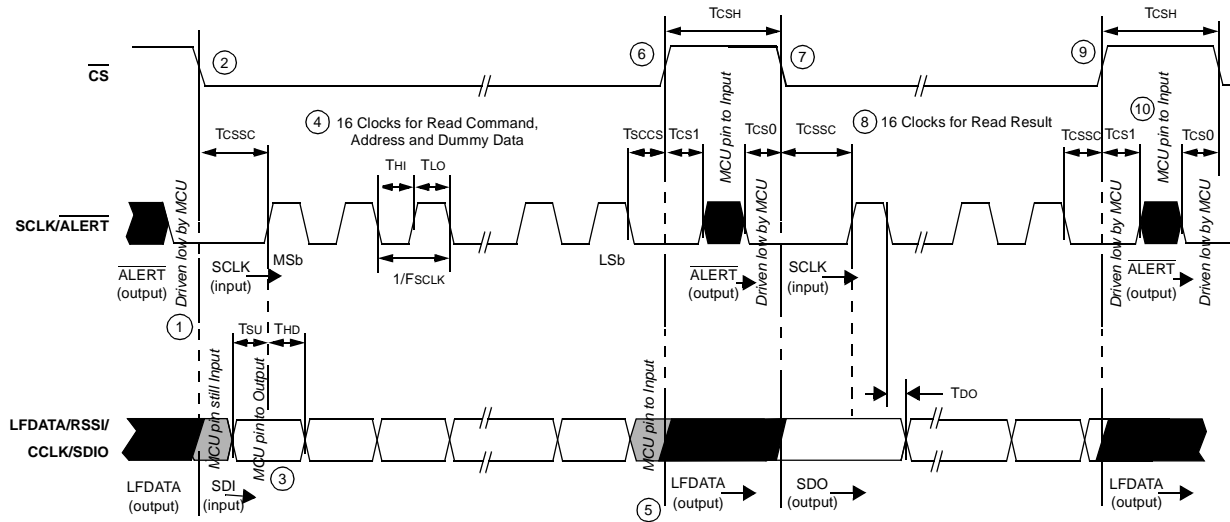 TCSH
TCSH
CS
2
6
7
9
4 16 Clocks for Read Command,
Address and Dummy Data
8 16 Clocks for Read Result
10
MCU pin to Input
MCU pin to Input
TCSSC
THI
TLO
TSCCS
TCS1
TCS0
TCSSC
TCSSC
TCS1
TCS0
SCLK/ALERT
Driven low by MCU
Driven low by MCU
Driven low by MCU
Driven low by MCU
ALERT
(output)
SCLK
(input)
MSb
1/FSCLK
LSb
ALERT
(output)
SCLK
(input)
ALERT
(output)
1
TSU
THD
MCU pin still Input
MCU pin to Output
MCU pin to Input
TDO
LFDATA/RSSI/
CCLK/SDIO
3
5
LFDATA
(output)
SDI
(input)
LFDATA
(output)
SDO
(output)
LFDATA
(output)